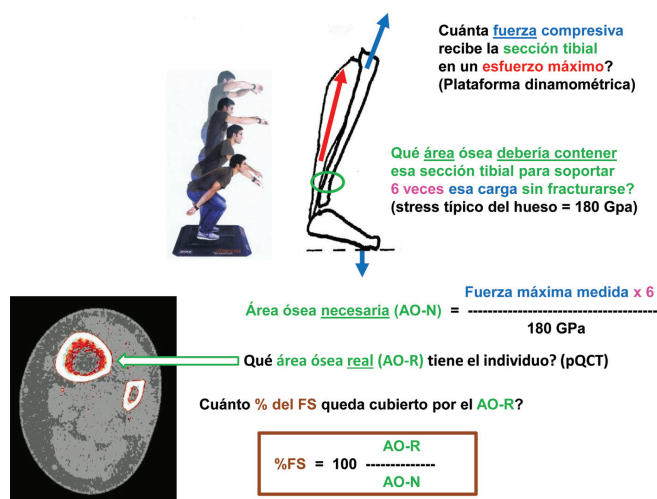 Cuánta fuerza compresiva
recibe la sección tibial
en un esfuerzo máximo?
(Plataforma dinamométrica)
Qué área ósea debería contener
esa sección tibial para soportar
6 veces esa carga sin fracturarse?
(stress típico del hueso = 180 Gpa)
Fuerza máxima medida x 6
Área ósea necesaria (AO-N) = --------------------------------------
180 GPa
Qué área ósea real (AO-R) tiene el individuo? (pQCT)
Cuánto % del FS queda cubierto por el AO-R?
AO-R
%FS = 100 --------------
AO-N